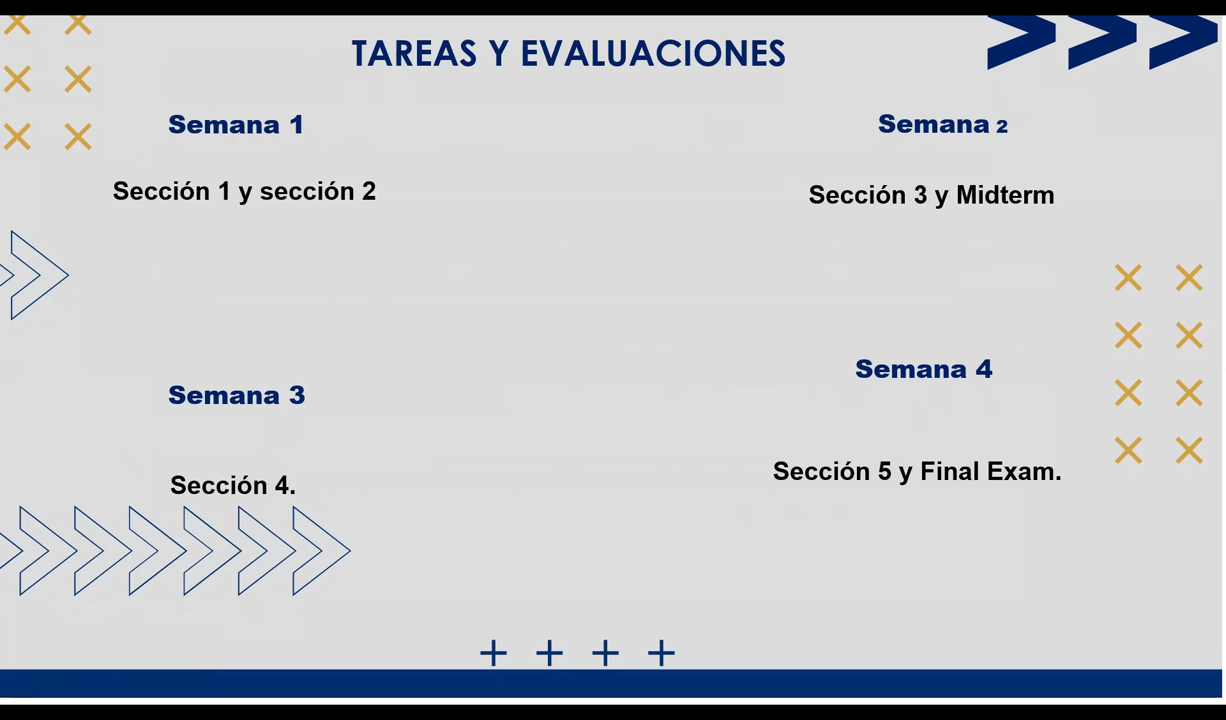 TAREAS Y EVALUACIONES
Semana 1
Sección 1 y sección 2
Semana 2
Sección 3 y Midterm
Semana 3
Sección 4.
Semana 4
Sección 5 y Final Exam.